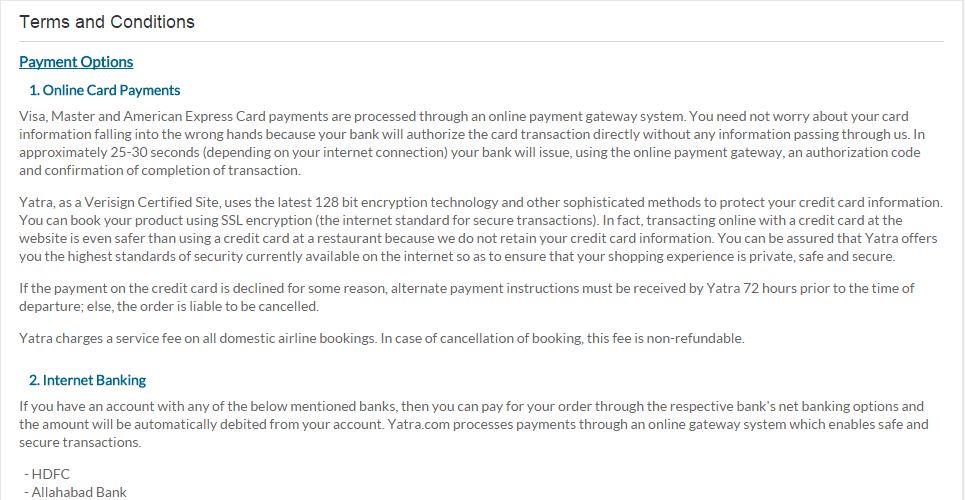 Terms and Conditions
Payment Options
1. Online Card Payments
Visa, Master and American Express Card payments are processed through an online payment gateway system. You need not worry about your card
information falling into the wrong hands because your bank will authorize the card transaction directly without any information passing through us. In
approximately 25-30 seconds (depending on your internet connection) your bank will issue, using the online payment gateway, an authorization code
and confirmation of completion of transaction.
Yatra, as a Verisign Certified Site, uses the latest 128 bit encryption technology and other sophisticated methods to protect your credit card information.
You can book your product using SSL encryption (the internet standard for secure transactions). In fact, transacting online with a credit card at the
website is even safer than using a credit card at a restaurant because we do not retain your credit card information. You can be assured that Yatra offers
you the highest standards of security currently available on the internet so as to ensure that your shopping experience is private, safe and secure.
If the payment on the credit card is declined for some reason, alternate payment instructions must be received by Yatra 72 hours prior to the time of
departure; else, the order is liable to be cancelled.
Yatra charges a service fee on all domestic airline bookings. In case of cancellation of booking, this fee is non-refundable.
2. Internet Banking
If you have an account with any of the below mentioned banks, then you can pay for your order through the respective bank's net banking options and
the amount will be automatically debited from your account. Yatra.com processes payments through an online gateway system which enables safe and
secure transactions.
- HDFC
- Allahabad Bank